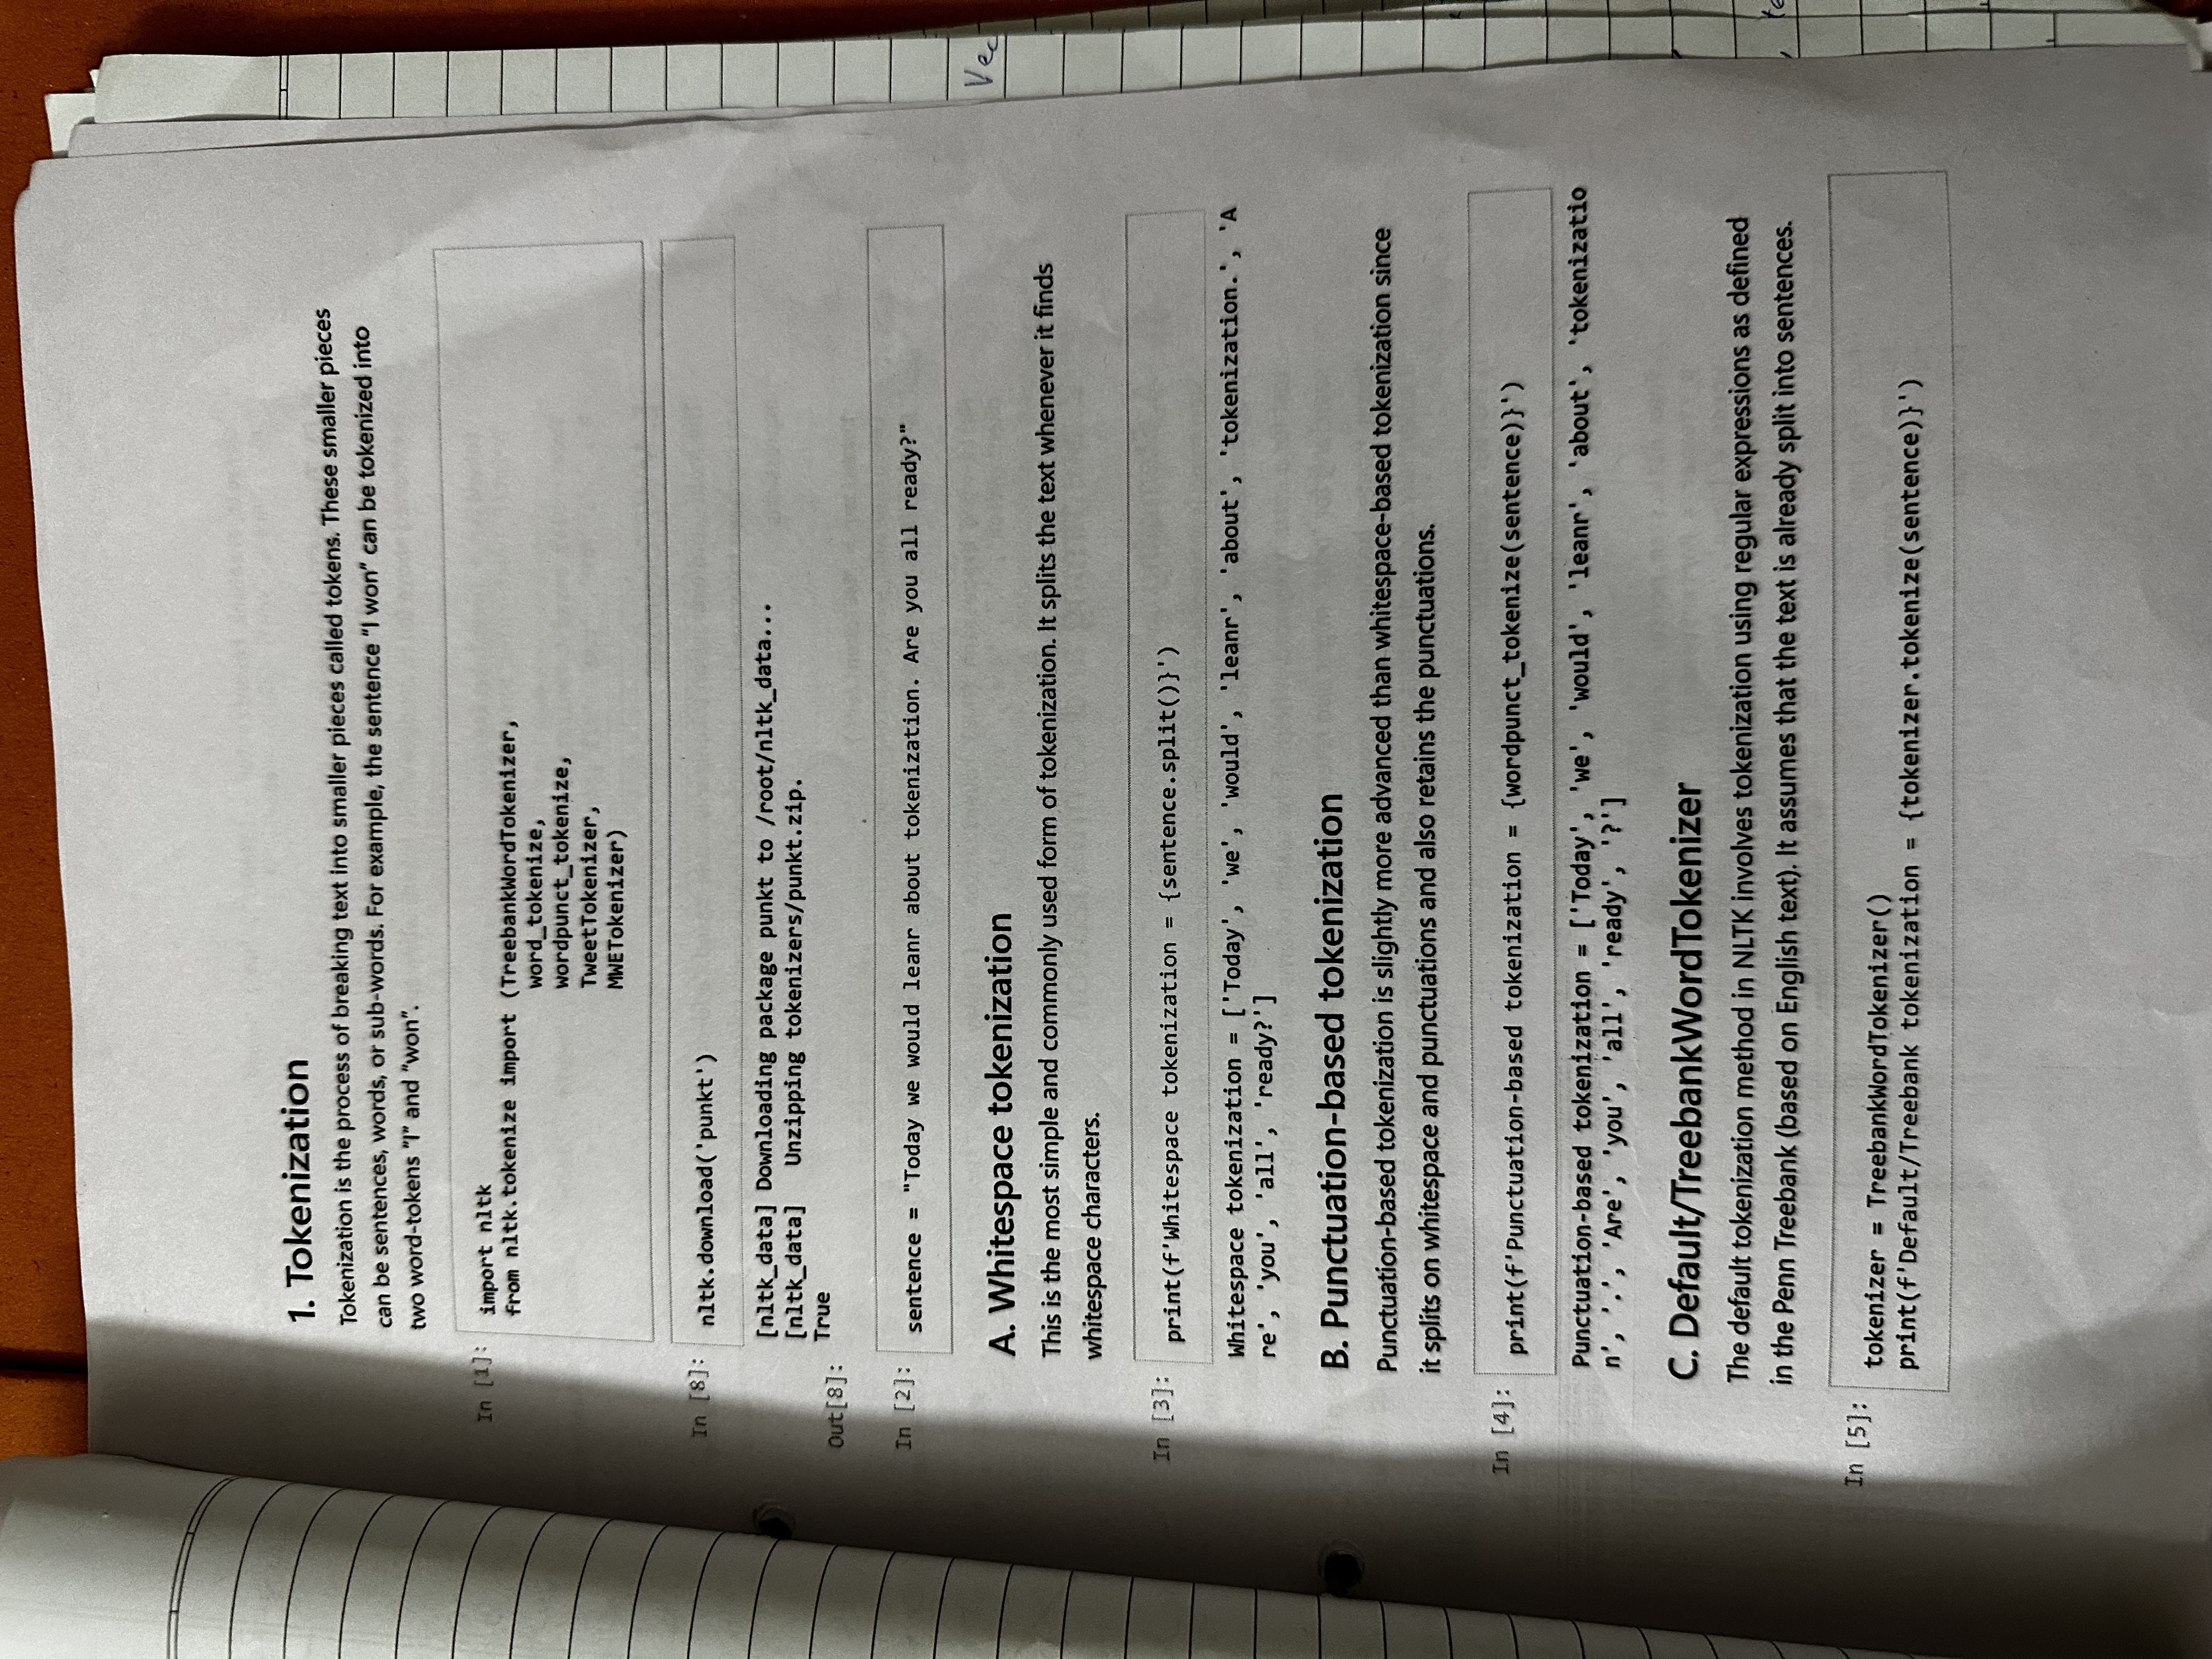 1. Tokenization
Tokenization is the process of breaking text into smaller pieces called tokens. These smaller pieces
can be sentences, words, or sub-words. For example, the sentence "I won" can be tokenized into
two word-tokens "I" and "won".
In [1]:
import nltk
from nltk.tokenize import (TreebankWordTokenizer,
word_tokenize,
wordpunct_tokenize,
TweetTokenizer,
MWETokenizer)
In [8]:
nltk.download('punkt')
[nltk_data] Downloading package punkt to /root/nltk_data...
[nltk_data]   Unzipping tokenizers/punkt.zip.
Out[8]: True
In [2]:
sentence = "Today we would leanr about tokenization. Are you all ready?"
A. Whitespace tokenization
This is the most simple and commonly used form of tokenization. It splits the text whenever it finds
whitespace characters.
In [3]:
print(f'Whitespace tokenization = {sentence.split()}')
Whitespace tokenization = ['Today', 'we', 'would', 'leanr', 'about', 'tokenization.', 'A
re', 'you', 'all', 'ready?']
B. Punctuation-based tokenization
Punctuation-based tokenization is slightly more advanced than whitespace-based tokenization since
it splits on whitespace and punctuations and also retains the punctuations.
In [4]:
print(f'Punctuation-based tokenization = {wordpunct_tokenize(sentence)}')
Punctuation-based tokenization = ['Today', 'we', 'would', 'leanr', 'about', 'tokenizatio
n', '.', 'Are', 'you', 'all', 'ready', '?']
C. Default/TreebankWordTokenizer
The default tokenization method in NLTK involves tokenization using regular expressions as defined
in the Penn Treebank (based on English text). It assumes that the text is already split into sentences.
In [5]:
tokenizer = TreebankWordTokenizer()
print(f'Default/Treebank tokenization = {tokenizer.tokenize(sentence)}')
Vec